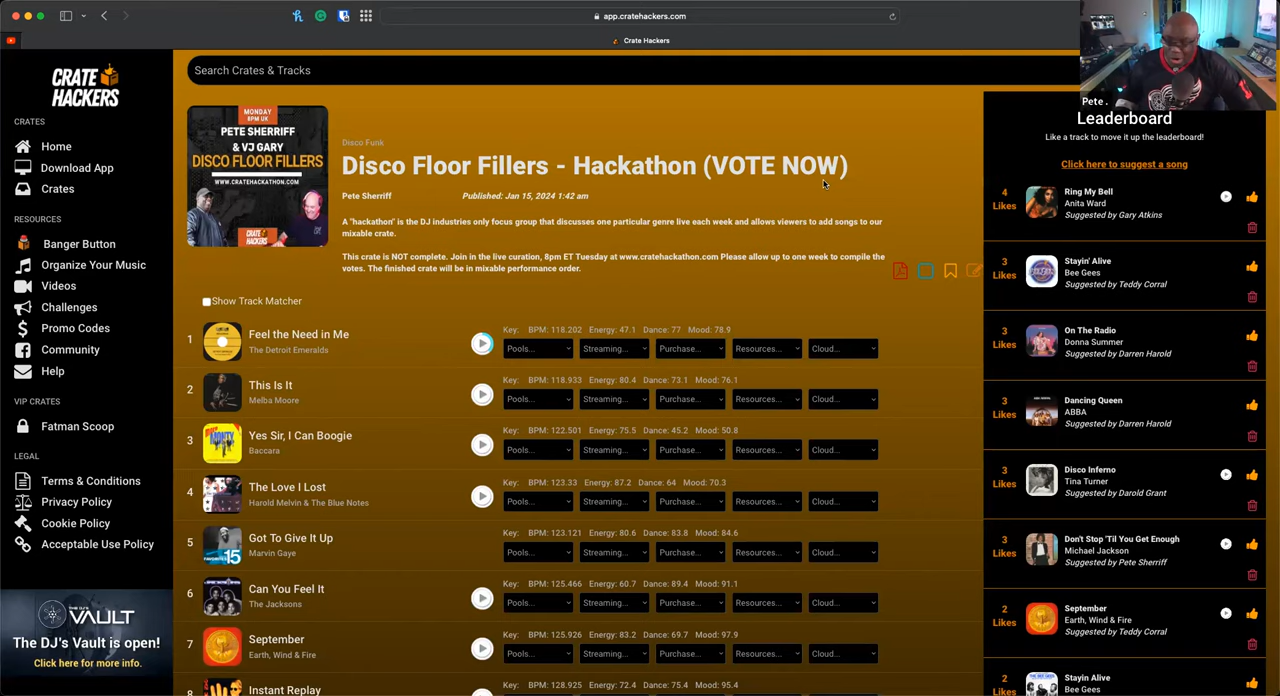 app.cratehackers.com
Crate Hackers
CRATE
HACKERS
CRATES
Home
Download App
Crates
RESOURCES
Banger Button
Organize Your Music
Videos
Challenges
Promo Codes
Community
Help
VIP CRATES
Fatman Scoop
LEGAL
Terms & Conditions
Privacy Policy
Cookie Policy
Acceptable Use Policy
THE DJ'S
VAULT
The DJ's Vault is open!
Click here for more info.
Search Crates & Tracks
MONDAY
8PM UK
PETE SHERRIFF
& VJ GARY
DISCO FLOOR FILLERS
WWW.CRATEHACKATHON.COM
CRATE
HACKERS
Disco Funk
Disco Floor Fillers - Hackathon (VOTE NOW)
Pete Sherriff Published: Jan 15, 2024 1:42 am
A "hackathon" is the DJ industries only focus group that discusses one particular genre live each week and allows viewers to add songs to our
mixable crate.
This crate is NOT complete. Join in the live curation, 8pm ET Tuesday at www.cratehackathon.com Please allow up to one week to compile the
votes. The finished crate will be in mixable performance order.
Show Track Matcher
1 Feel the Need in Me Key: BPM: 118.202 Energy: 47.1 Dance: 77 Mood: 78.9
The Detroit Emeralds Pools... Streaming... Purchase... Resources... Cloud...
2 This Is It Key: BPM: 118.933 Energy: 80.4 Dance: 73.1 Mood: 76.1
Melba Moore Pools... Streaming... Purchase... Resources... Cloud...
3 Yes Sir, I Can Boogie Key: BPM: 122.501 Energy: 75.5 Dance: 45.2 Mood: 50.8
Baccara Pools... Streaming... Purchase... Resources... Cloud...
4 The Love I Lost Key: BPM: 123.33 Energy: 87.2 Dance: 64 Mood: 70.3
Harold Melvin & The Blue Notes Pools... Streaming... Purchase... Resources... Cloud...
5 Got To Give It Up Key: BPM: 123.121 Energy: 80.6 Dance: 83.8 Mood: 84.6
Marvin Gaye Pools... Streaming... Purchase... Resources... Cloud...
6 Can You Feel It Key: BPM: 125.466 Energy: 60.7 Dance: 89.4 Mood: 91.1
The Jacksons Pools... Streaming... Purchase... Resources... Cloud...
7 September Key: BPM: 125.926 Energy: 83.2 Dance: 69.7 Mood: 97.9
Earth, Wind & Fire Pools... Streaming... Purchase... Resources... Cloud...
8 Instant Replay Key: BPM: 128.925 Energy: 72.4 Dance: 75.4 Mood: 95.4
Pete .
Leaderboard
Like a track to move it up the leaderboard!
Click here to suggest a song
4 Likes
Ring My Bell
Anita Ward
Suggested by Gary Atkins
3 Likes
Stayin' Alive
Bee Gees
Suggested by Teddy Corral
3 Likes
On The Radio
Donna Summer
Suggested by Darren Harold
3 Likes
Dancing Queen
ABBA
Suggested by Darren Harold
3 Likes
Disco Inferno
Tina Turner
Suggested by Darold Grant
3 Likes
Don't Stop 'Til You Get Enough
Michael Jackson
Suggested by Pete Sherriff
2 Likes
September
Earth, Wind & Fire
Suggested by Teddy Corral
2 Likes
Stayin Alive
Bee Gees